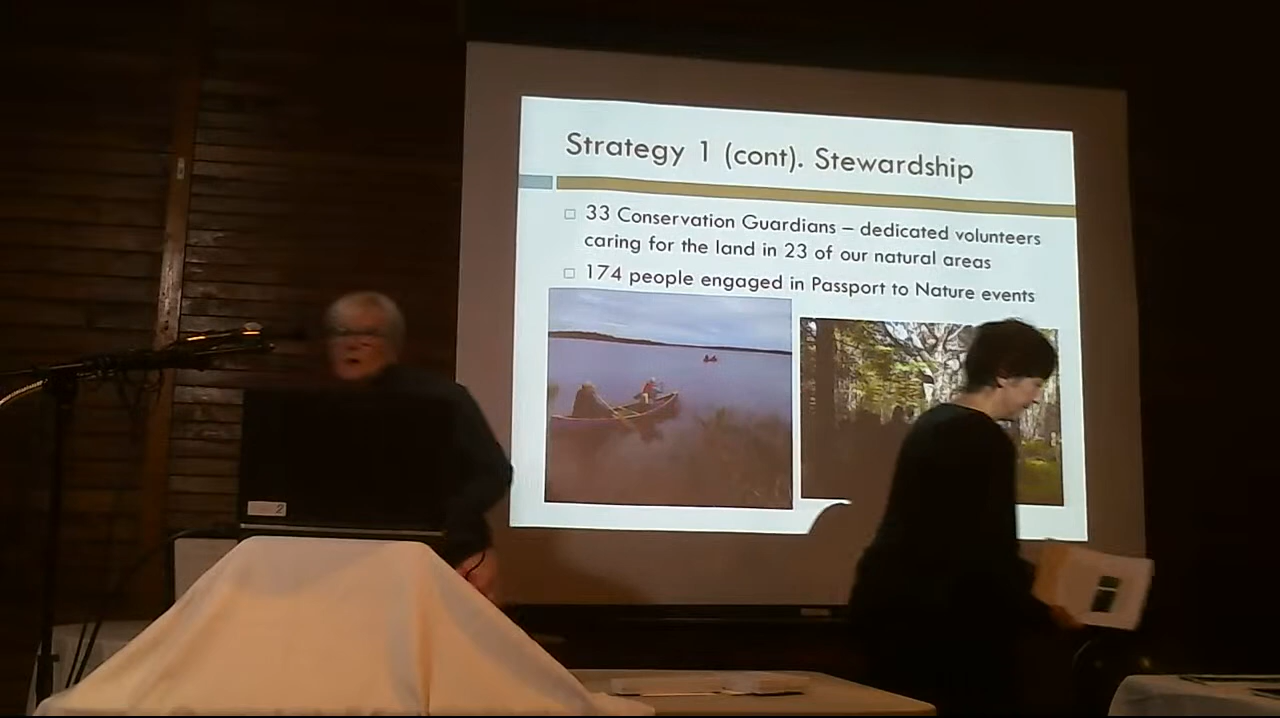 Strategy 1 (cont). Stewardship
33 Conservation Guardians – dedicated volunteers
caring for the land in 23 of our natural areas
174 people engaged in Passport to Nature events
2